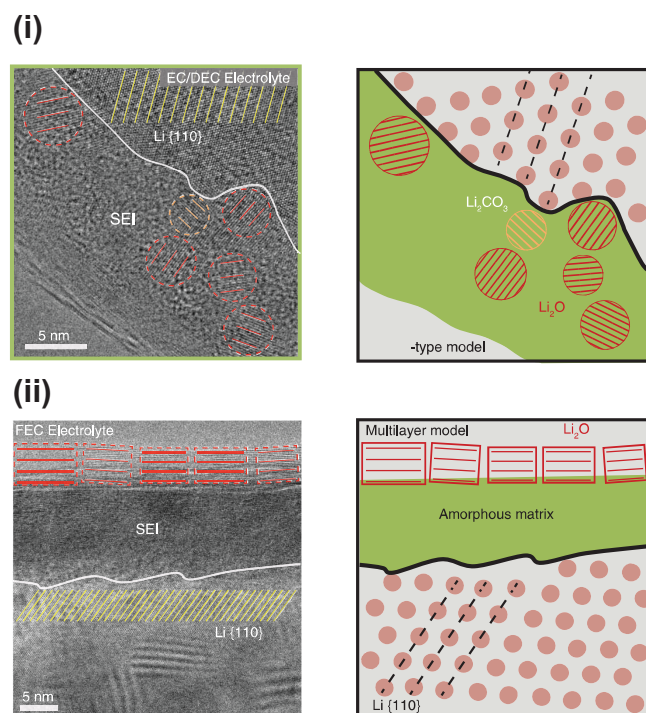 (i)
EC/DEC Electrolyte
Li {110}
SEI
5 nm
Li₂CO₃
Li₂O
-type model
(ii)
FEC Electrolyte
SEI
Li {110}
5 nm
Multilayer model
Li₂O
Amorphous matrix
Li {110}